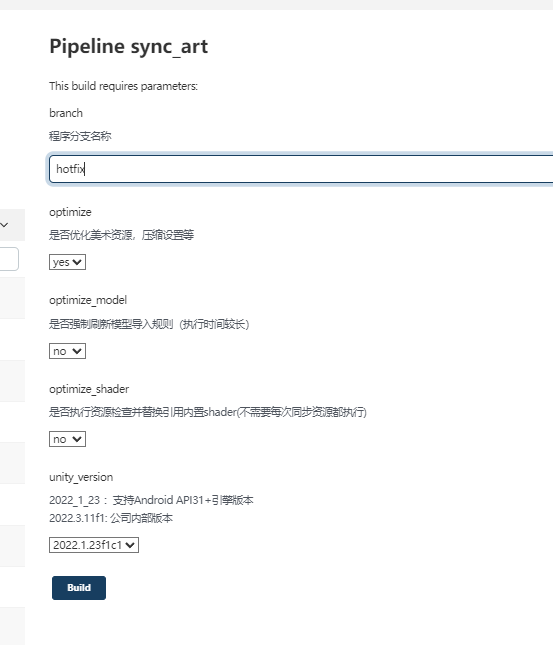 Pipeline sync_art
This build requires parameters:
branch
程序分支名称
hotfix
optimize
是否优化美术资源，压缩设置等
yes
optimize_model
是否强制刷新模型导入规则（执行时间较长）
no
optimize_shader
是否执行资源检查并替换引用内置shader(不需要每次同步资源都执行)
no
unity_version
2022_1_23 ：支持Android API31+引擎版本
2022.3.11f1: 公司内部版本
2022.1.23f1c1
Build